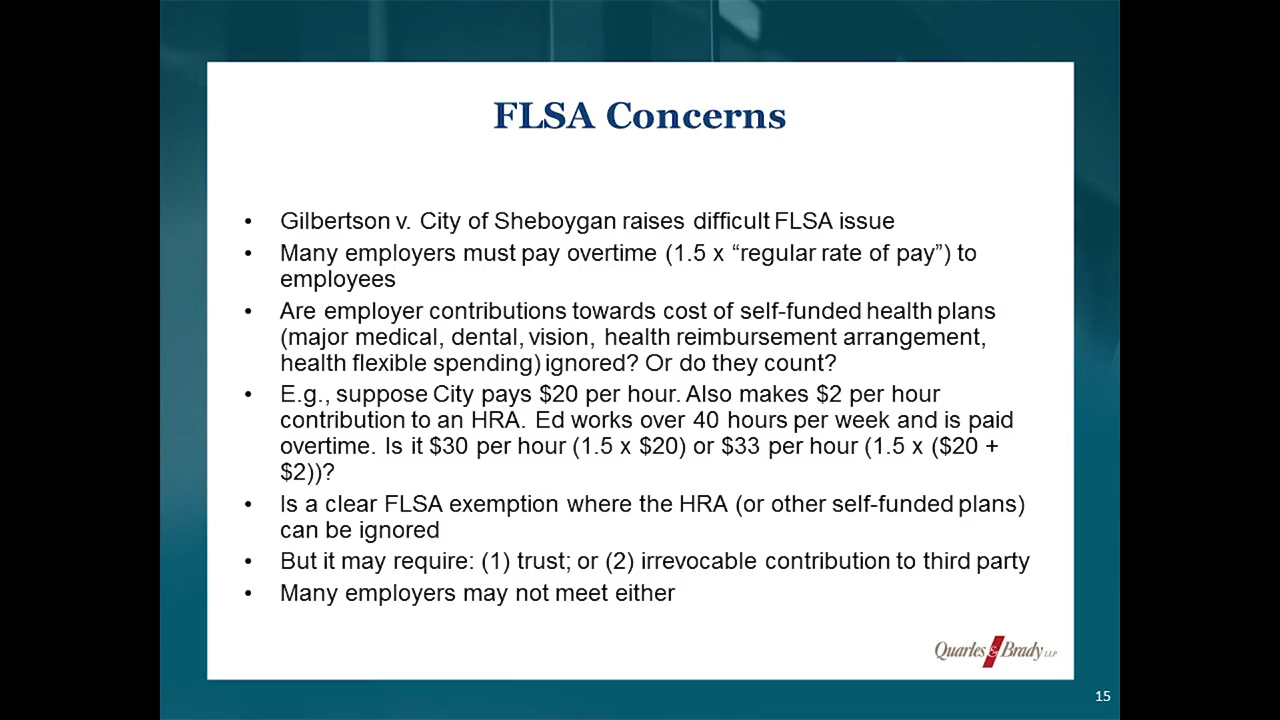 FLSA Concerns
• Gilbertson v. City of Sheboygan raises difficult FLSA issue
• Many employers must pay overtime (1.5 x “regular rate of pay”) to
employees
• Are employer contributions towards cost of self-funded health plans
(major medical, dental, vision, health reimbursement arrangement,
health flexible spending) ignored? Or do they count?
• E.g., suppose City pays $20 per hour. Also makes $2 per hour
contribution to an HRA. Ed works over 40 hours per week and is paid
overtime. Is it $30 per hour (1.5 x $20) or $33 per hour (1.5 x ($20 +
$2))?
• Is a clear FLSA exemption where the HRA (or other self-funded plans)
can be ignored
• But it may require: (1) trust; or (2) irrevocable contribution to third party
• Many employers may not meet either
Quarles & Brady LLP
15